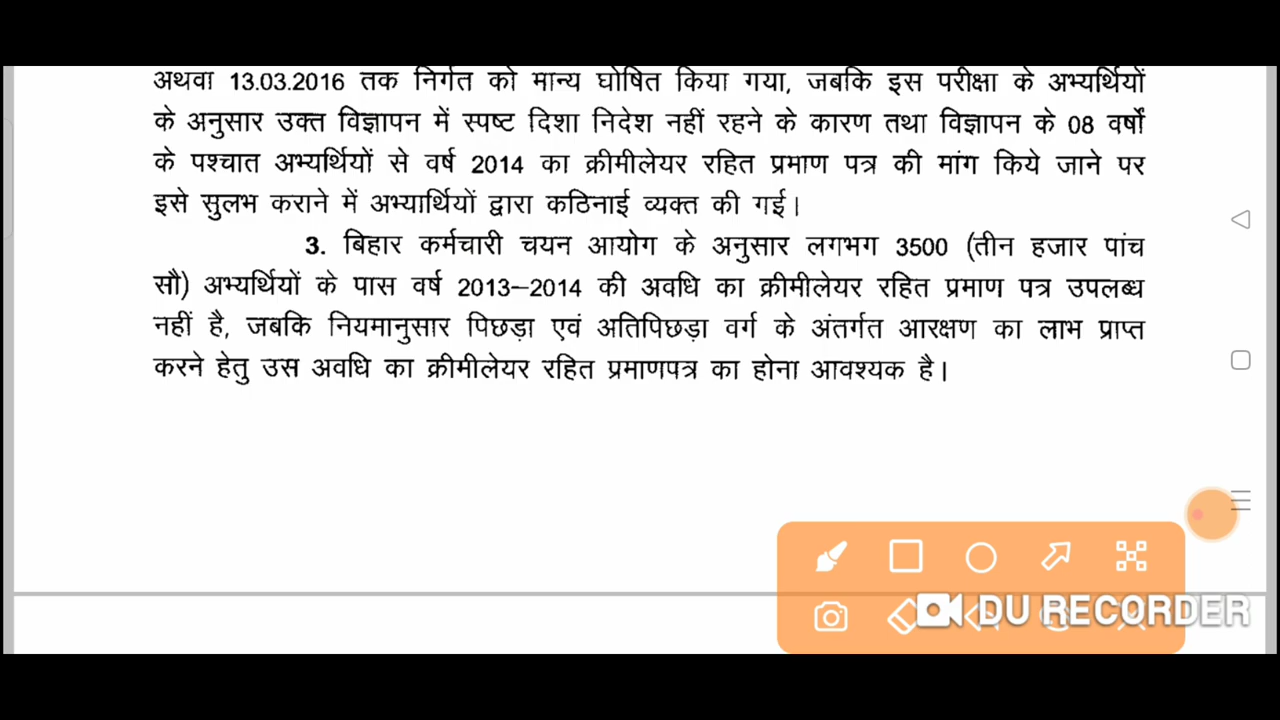 अथवा 13.03.2016 तक निर्गत को मान्य घोषित किया गया, जबकि इस परीक्षा के अभ्यर्थियों
के अनुसार उक्त विज्ञापन में स्पष्ट दिशा निदेश नहीं रहने के कारण तथा विज्ञापन के 08 वर्षों
के पश्चात अभ्यर्थियों से वर्ष 2014 का क्रीमीलेयर रहित प्रमाण पत्र की मांग किये जाने पर
इसे सुलभ कराने में अभ्यार्थियों द्वारा कठिनाई व्यक्त की गई।
3. बिहार कर्मचारी चयन आयोग के अनुसार लगभग 3500 (तीन हजार पांच
सौ) अभ्यर्थियों के पास वर्ष 2013–2014 की अवधि का क्रीमीलेयर रहित प्रमाण पत्र उपलब्ध
नहीं है, जबकि नियमानुसार पिछड़ा एवं अतिपिछड़ा वर्ग के अंतर्गत आरक्षण का लाभ प्राप्त
करने हेतु उस अवधि का क्रीमीलेयर रहित प्रमाणपत्र का होना आवश्यक है।
DU RECORDER